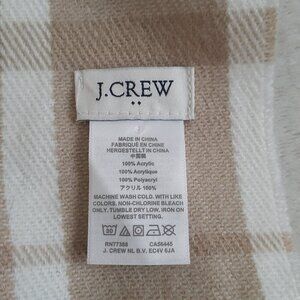 J.CREW
MADE IN CHINA
FABRIQUÉ EN CHINE
HERGESTELLT IN CHINA
中国製
100% Acrylic
100% Acrylique
100% Polyacryl
アクリル 100%
MACHINE WASH COLD. WITH LIKE
COLORS. NON-CHLORINE BLEACH
ONLY. TUMBLE DRY LOW. IRON ON
LOWEST SETTING.
RN77388 CA56445
J. CREW NL B.V. EC4V 6JA